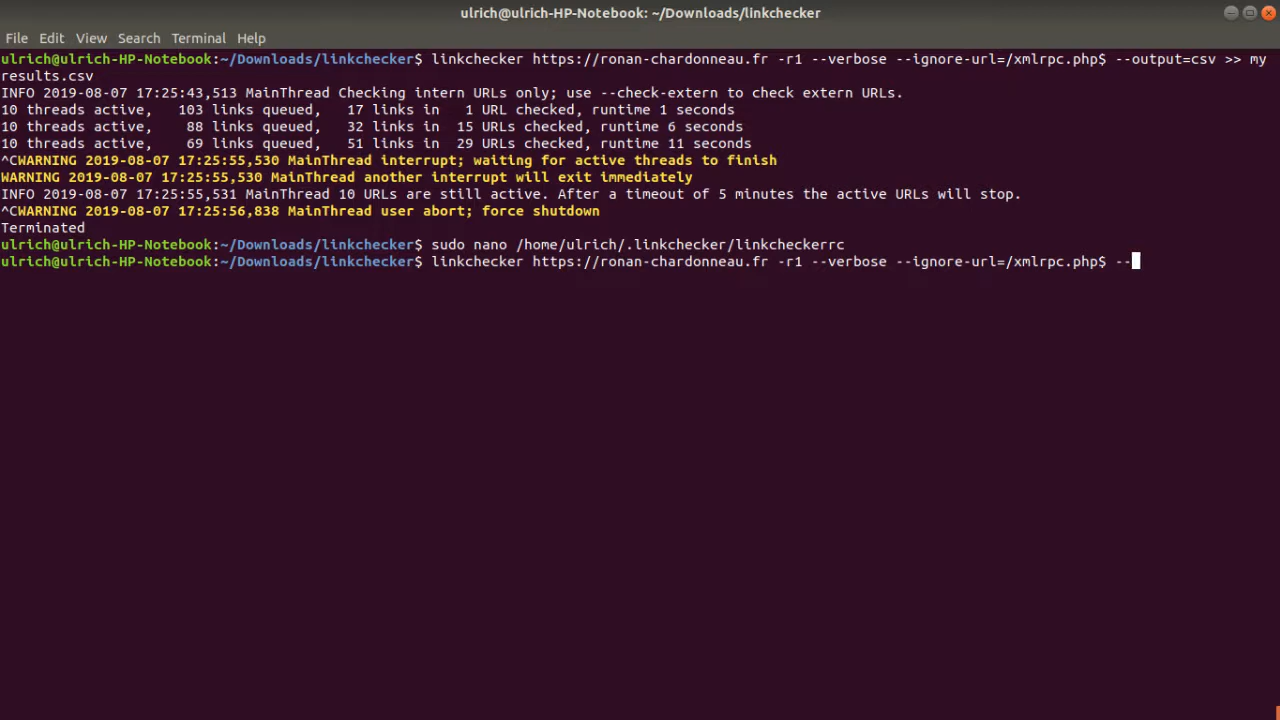 ulrich@ulrich-HP-Notebook: ~/Downloads/linkchecker
File Edit View Search Terminal Help
ulrich@ulrich-HP-Notebook:~/Downloads/linkchecker$ linkchecker https://ronan-chardonneau.fr -r1 --verbose --ignore-url=/xmlrpc.php$ --output=csv >> my
results.csv
INFO 2019-08-07 17:25:43,513 MainThread Checking intern URLs only; use --check-extern to check extern URLs.
10 threads active,   103 links queued,   17 links in   1 URL checked, runtime 1 seconds
10 threads active,    88 links queued,   32 links in  15 URLs checked, runtime 6 seconds
10 threads active,    69 links queued,   51 links in  29 URLs checked, runtime 11 seconds
^CWARNING 2019-08-07 17:25:55,530 MainThread interrupt; waiting for active threads to finish
WARNING 2019-08-07 17:25:55,530 MainThread another interrupt will exit immediately
INFO 2019-08-07 17:25:55,531 MainThread 10 URLs are still active. After a timeout of 5 minutes the active URLs will stop.
^CWARNING 2019-08-07 17:25:56,838 MainThread user abort; force shutdown
Terminated
ulrich@ulrich-HP-Notebook:~/Downloads/linkchecker$ sudo nano /home/ulrich/.linkchecker/linkcheckerrc
ulrich@ulrich-HP-Notebook:~/Downloads/linkchecker$ linkchecker https://ronan-chardonneau.fr -r1 --verbose --ignore-url=/xmlrpc.php$ --